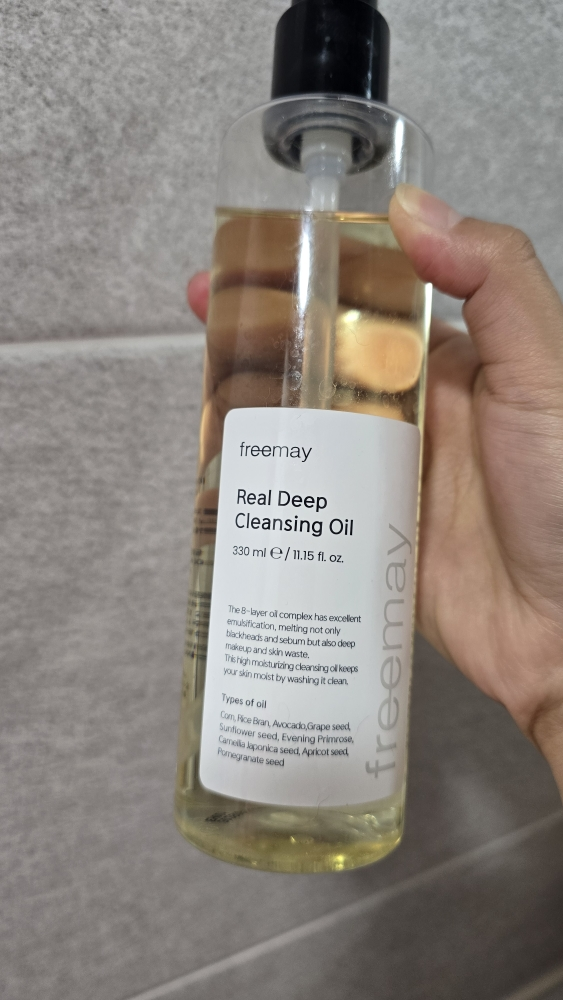 freemay
Real Deep
Cleansing Oil
330 ml ℮ / 11.15 fl. oz.
The 8-layer oil complex has excellent
emulsification, melting not only
blackheads and sebum but also deep
makeup and skin waste.
This high moisturizing cleansing oil keeps
your skin moist by washing it clean.
Types of oil
Corn, Rice Bran, Avocado,Grape seed,
Sunflower seed, Evening Primrose,
Camellia Japonica seed, Apricot seed,
Pomegranate seed
freemay